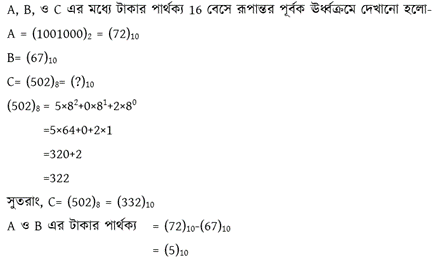 A, B, ও C এর মধ্যে টাকার পার্থক্য 16 বেসে রূপান্তর পূর্বক ঊর্ধ্বক্রমে দেখানো হলো-
A = (1001000)₂ = (72)₁₀
B= (67)₁₀
C= (502)₈= (?)₁₀
(502)₈ = 5×8²+0×8¹+2×8⁰
=5×64+0+2×1
=320+2
=322
সুতরাং, C= (502)₈ = (332)₁₀
A ও B এর টাকার পার্থক্য = (72)₁₀-(67)₁₀
= (5)₁₀